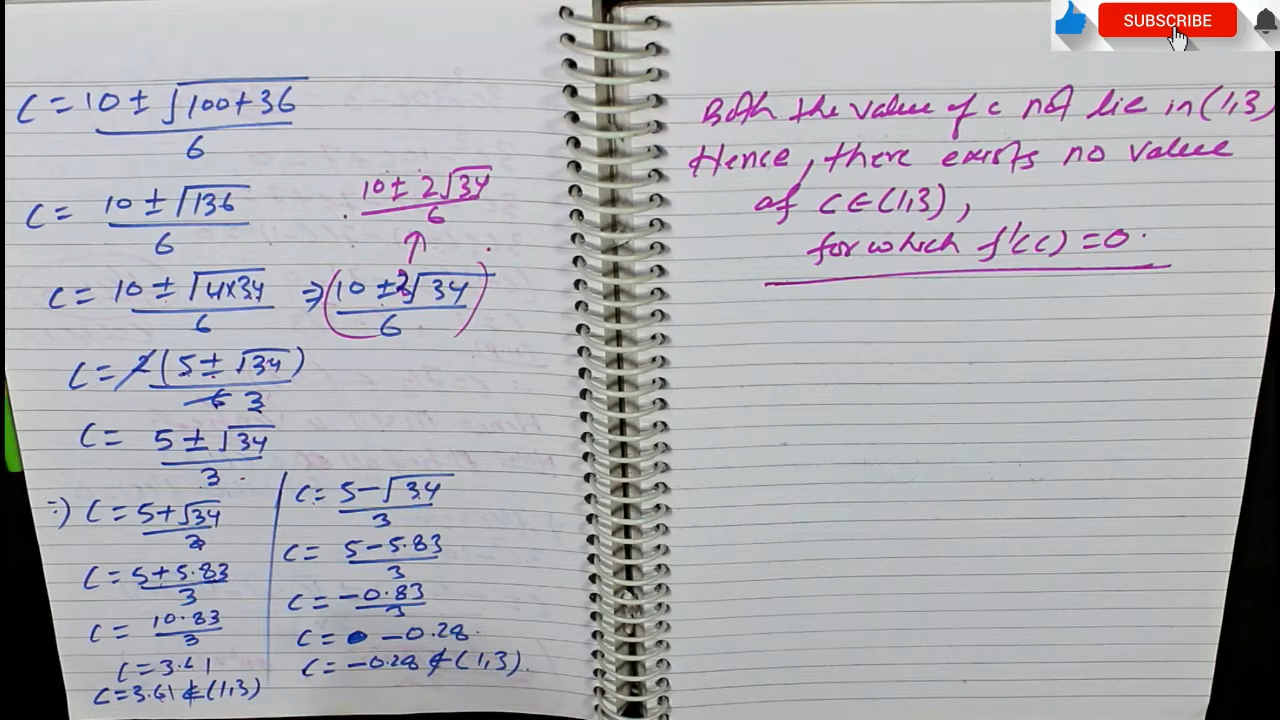 C = 10 ± √100+36 / 6
C = 10 ± √136 / 6
10 ± 2√34 / 6
C = 10 ± √4×34 / 6 ⇒ (10 ± 2√34 / 6)
C = 2(5 ± √34) / 6 3
C = 5 ± √34 / 3
⇒) C = 5+√34 / 3
C = 5+5.83 / 3
C = 10.83 / 3
C = 3.61
C = 3.61 ∉ (1,3)
C = 5-√34 / 3
C = 5-5.83 / 3
C = -0.83 / 3
C = -0.28
C = -0.28 ∉ (1,3).
SUBSCRIBE
Both the value of c not lie in (1,3)
Hence, there exists no value
of C∈(1,3),
for which f'(c) = 0.